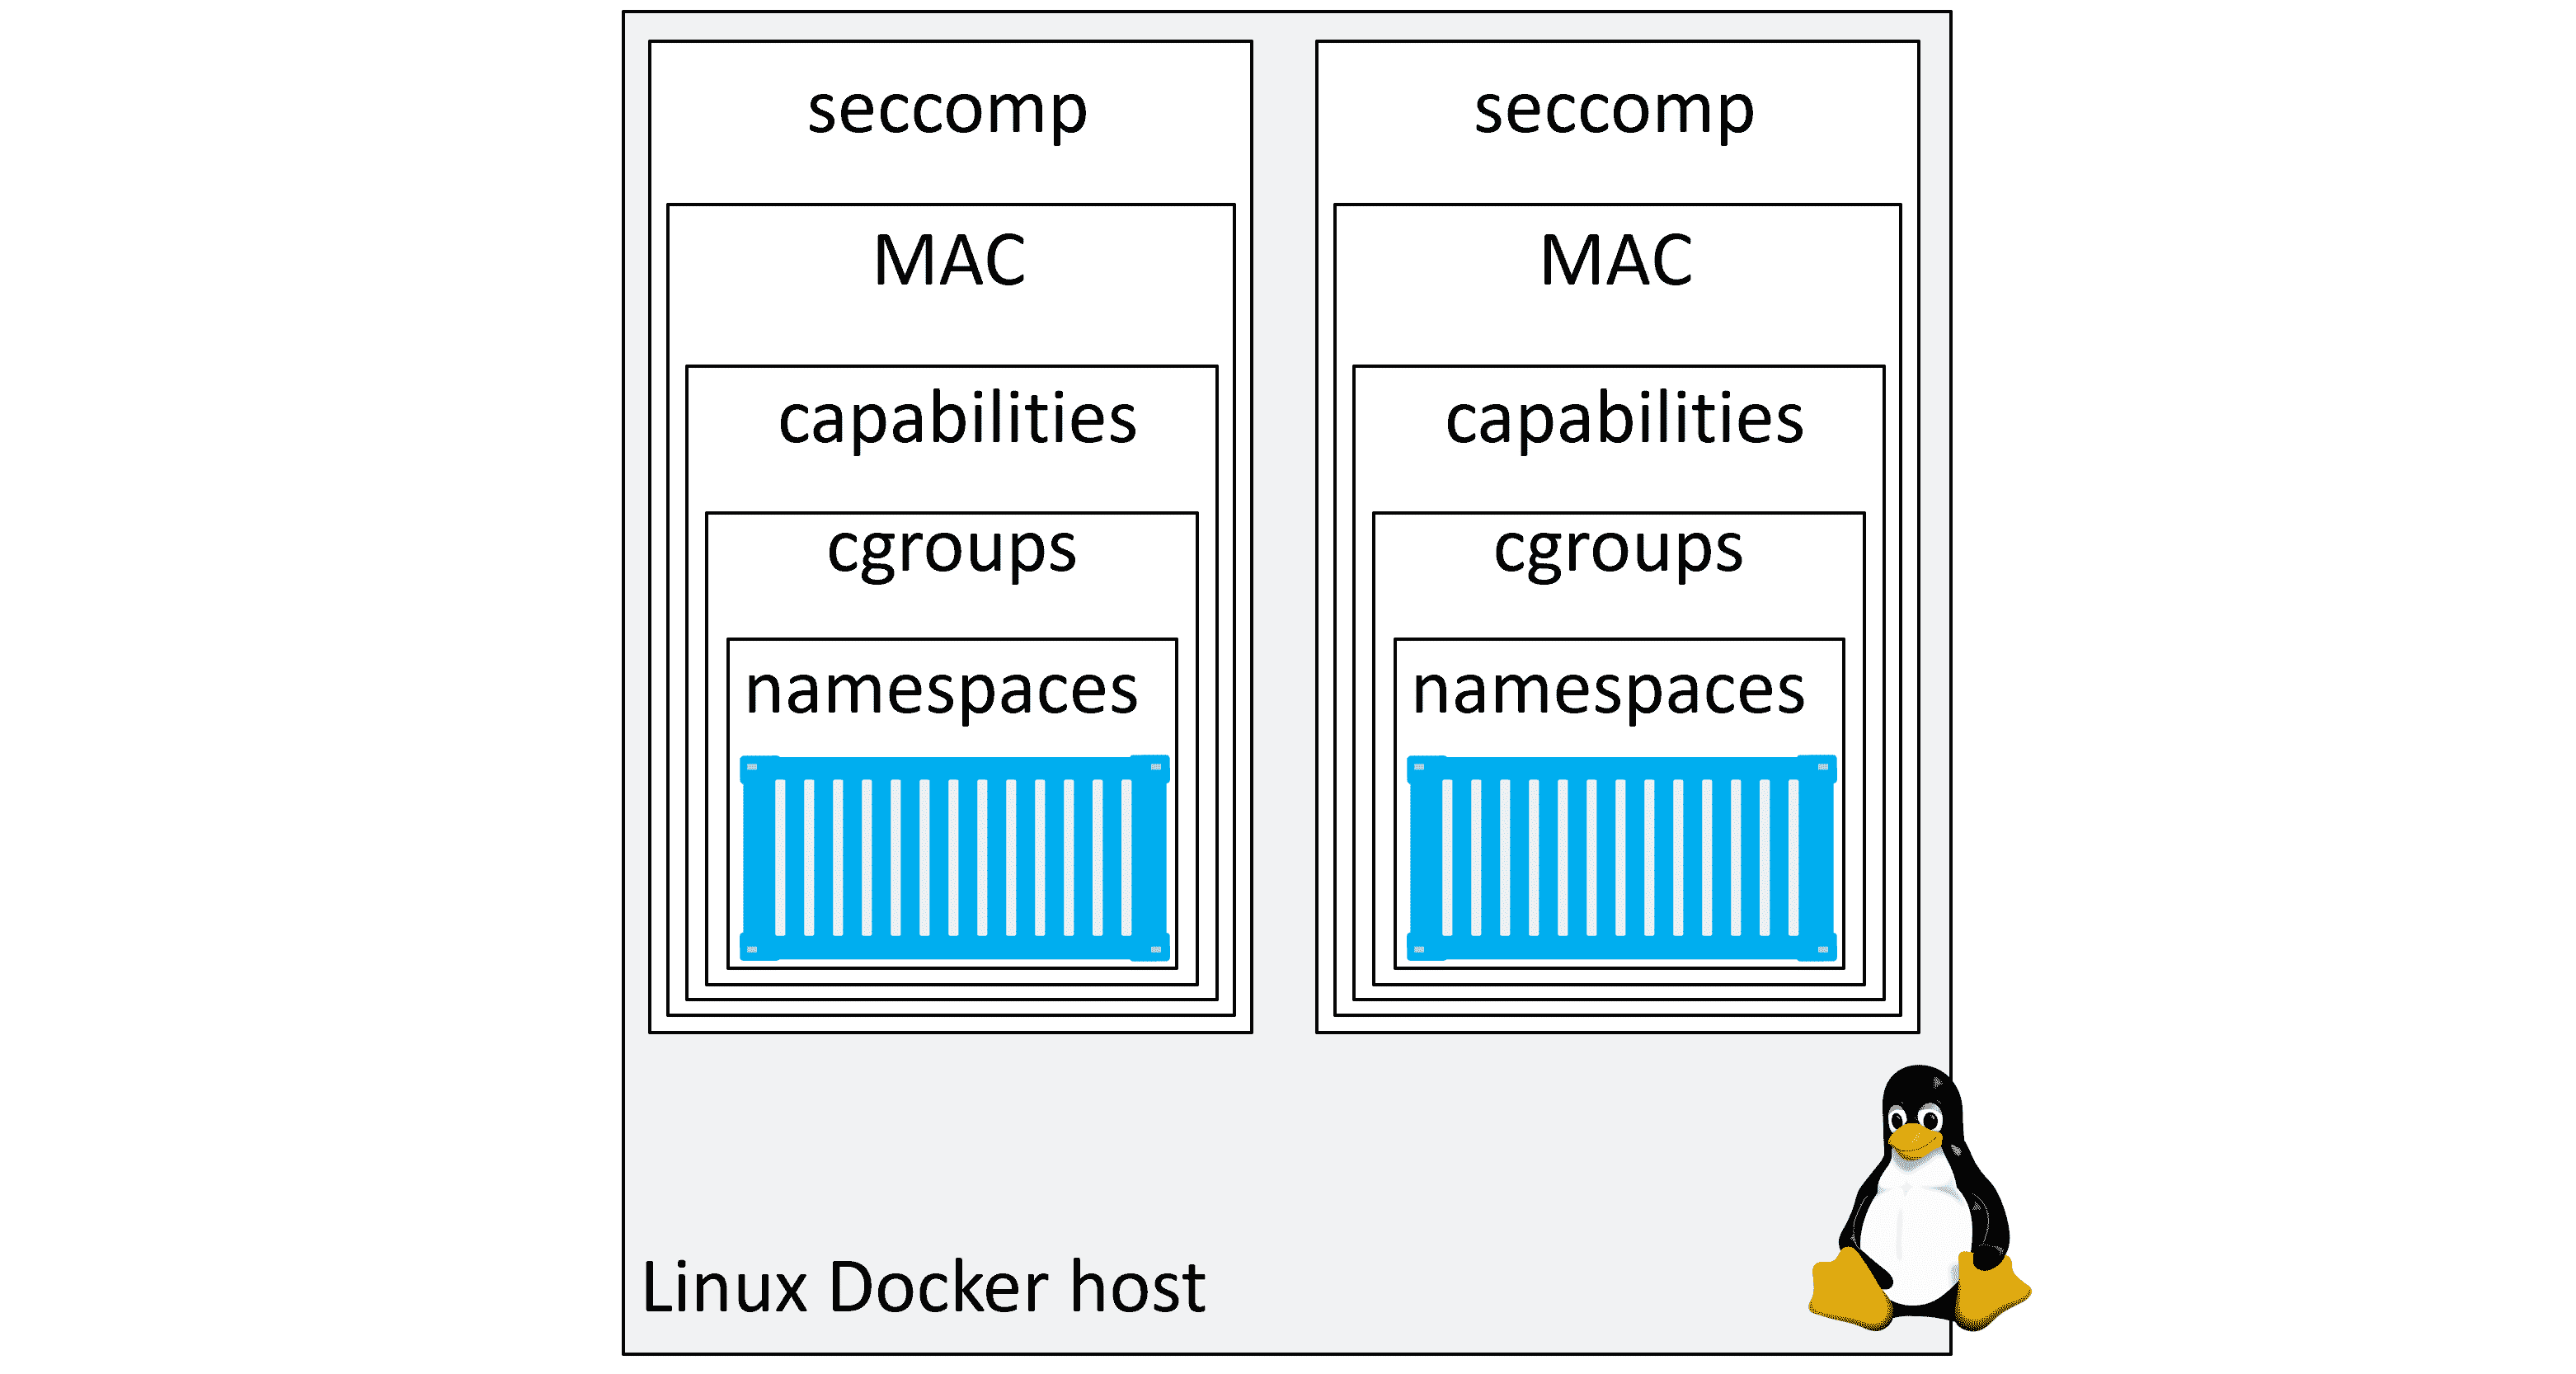 seccomp
MAC
capabilities
cgroups
namespaces
seccomp
MAC
capabilities
cgroups
namespaces
Linux Docker host